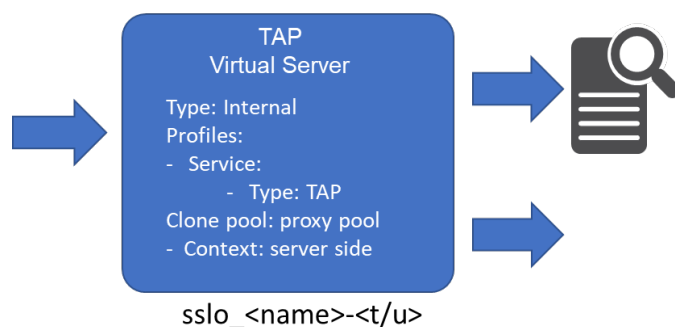 TAP
Virtual Server
Type: Internal
Profiles:
- Service:
- Type: TAP
Clone pool: proxy pool
- Context: server side
sslo_<name>-<t/u>